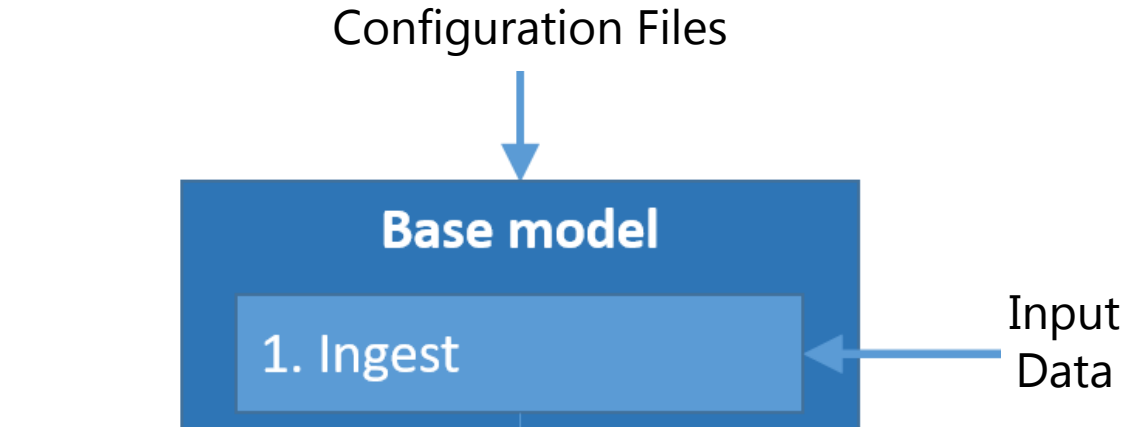 Configuration Files
Base model
1. Ingest
Input
Data